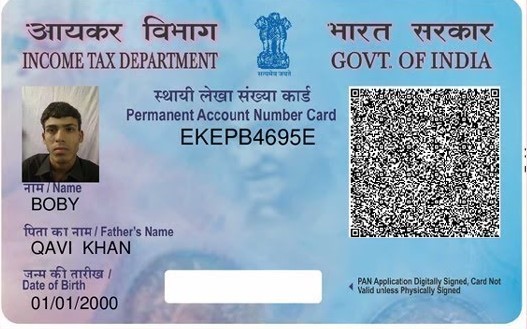 आयकर विभाग
INCOME TAX DEPARTMENT
सत्यमेव जयते
भारत सरकार
GOVT. OF INDIA
स्थायी लेखा संख्या कार्ड
Permanent Account Number Card
EKEPB4695E
नाम / Name
BOBY
पिता का नाम / Father's Name
QAVI KHAN
जन्म की तारीख /
Date of Birth
01/01/2000
PAN Application Digitally Signed, Card Not
Valid unless Physically Signed